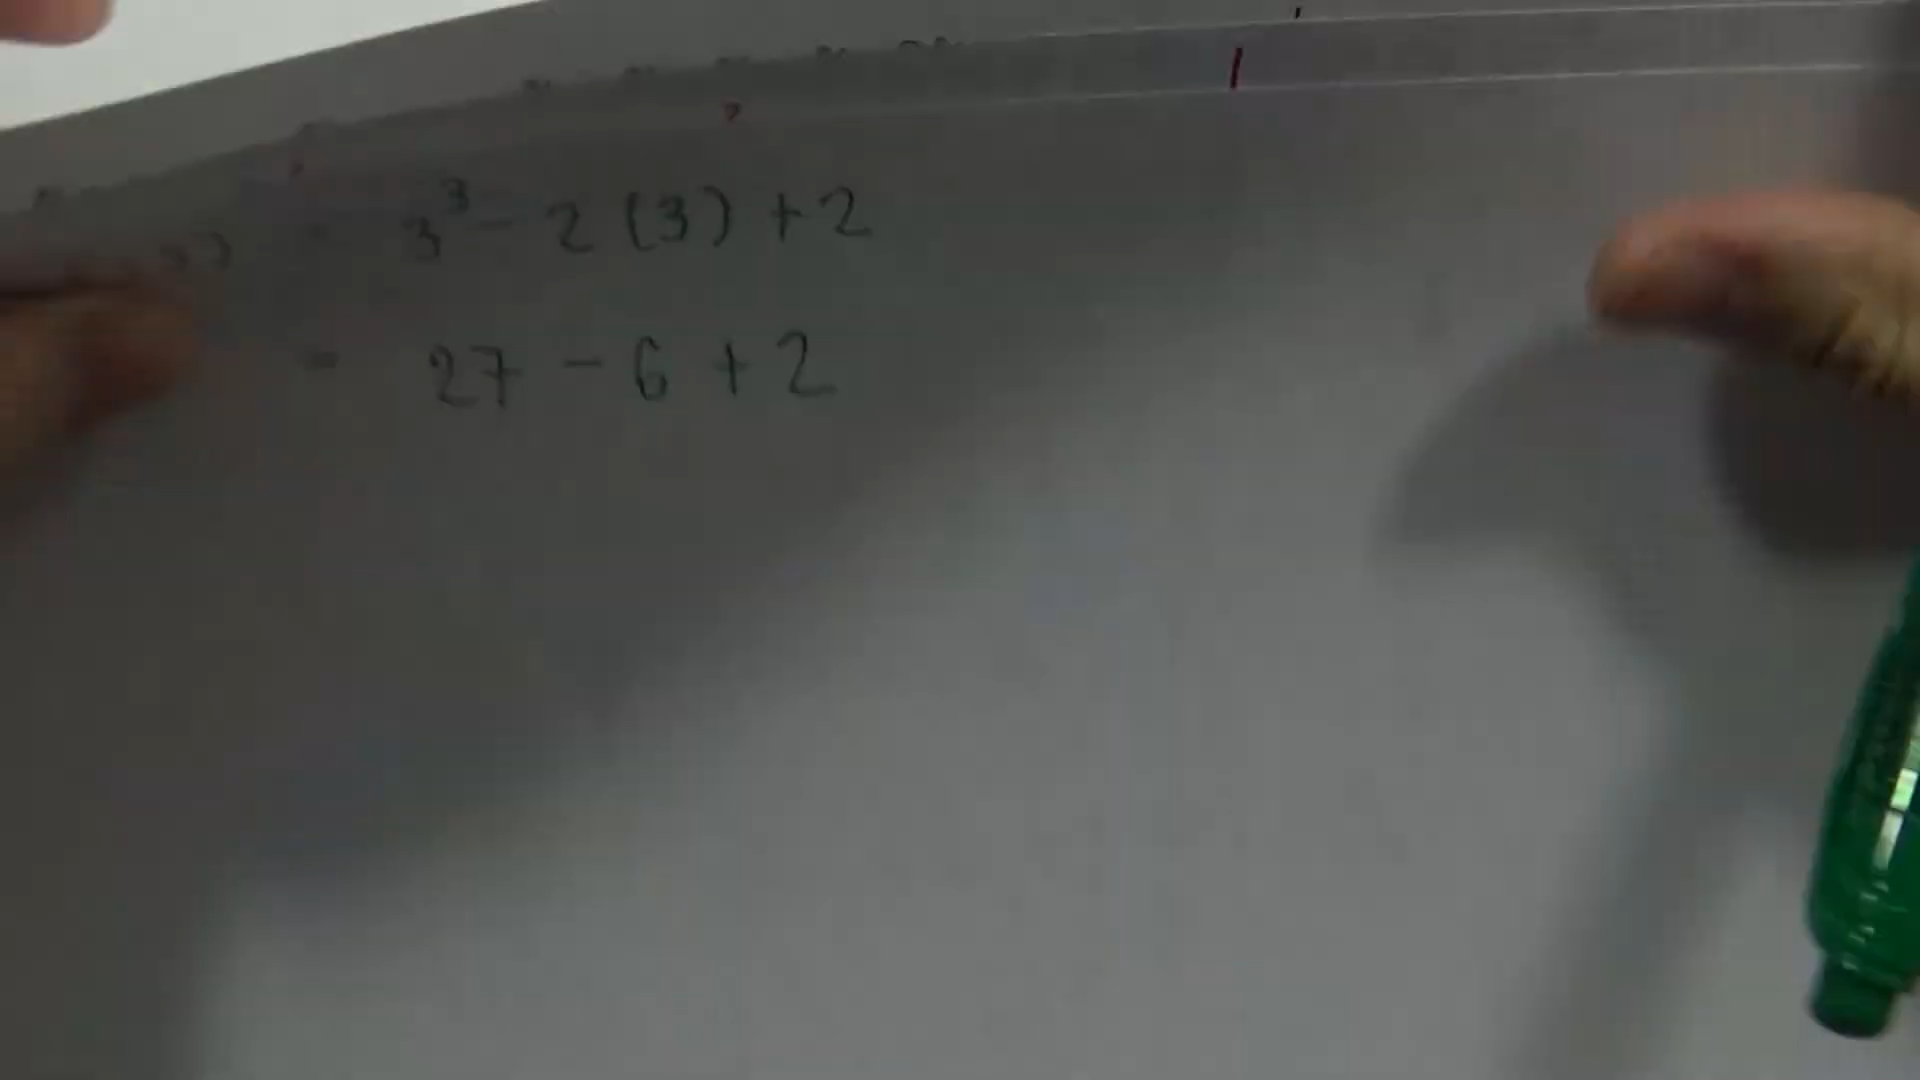 = 3³ - 2 (3) + 2
= 27 - 6 + 2